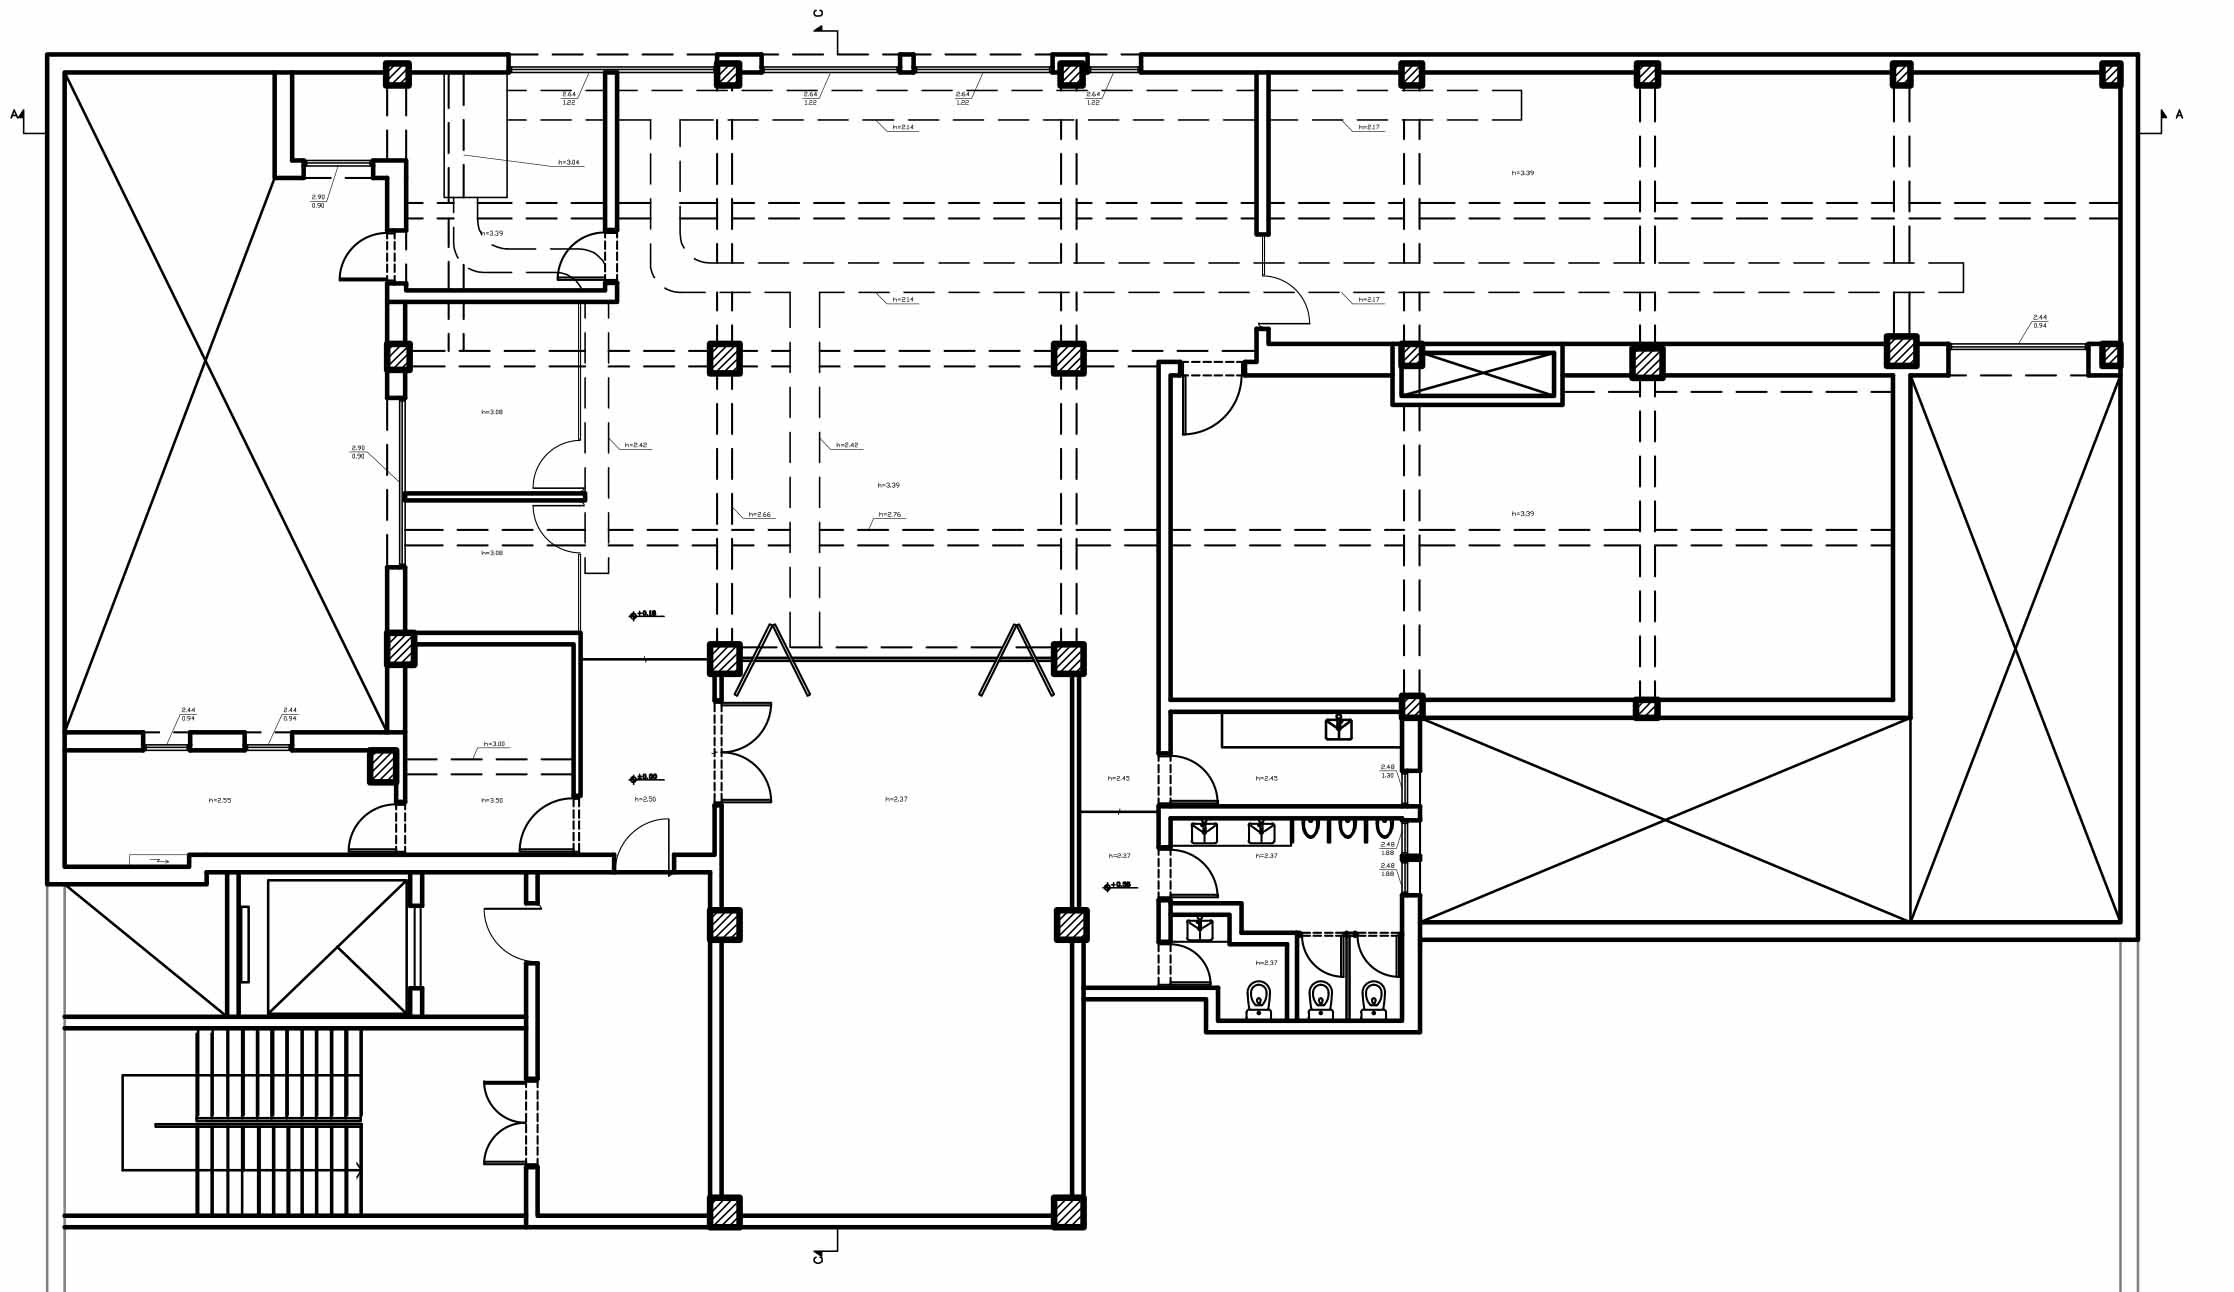 C
A
A
2.64
1.22
2.64
1.22
2.64
1.22
2.64
1.22
h=2.14
h=2.17
h=3.04
h=3.39
2.90
0.90
h=3.39
h=2.14
h=2.17
2.44
0.94
h=3.08
2.90
0.90
h=2.42
h=2.42
h=3.39
h=2.66
h=2.76
h=3.39
h=3.08
+0.18
2.44
0.94
2.44
0.94
h=3.00
±0.00
h=2.55
h=3.50
h=2.50
h=2.37
h=2.45
h=2.45
2.48
1.30
h=2.37
h=2.37
2.48
1.88
2.48
1.88
h=2.37
C